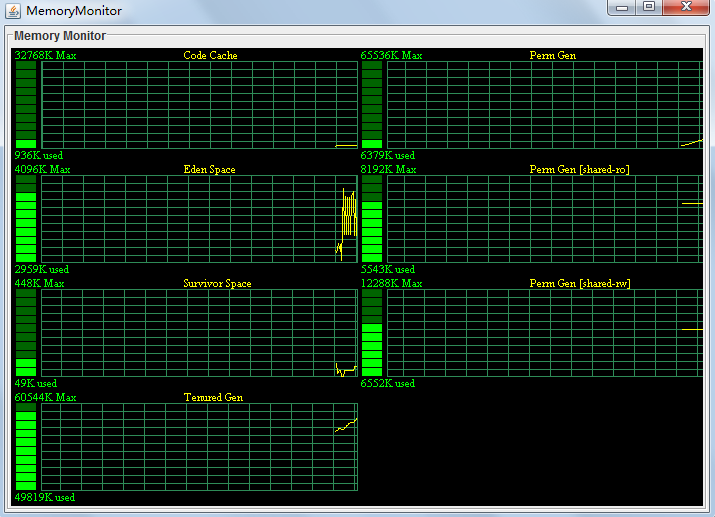 MemoryMonitor
Memory Monitor
32768K Max
Code Cache
936K used
65536K Max
Perm Gen
6379K used
4096K Max
Eden Space
2959K used
8192K Max
Perm Gen [shared-ro]
5543K used
448K Max
Survivor Space
49K used
12288K Max
Perm Gen [shared-rw]
6552K used
60544K Max
Tenured Gen
49819K used